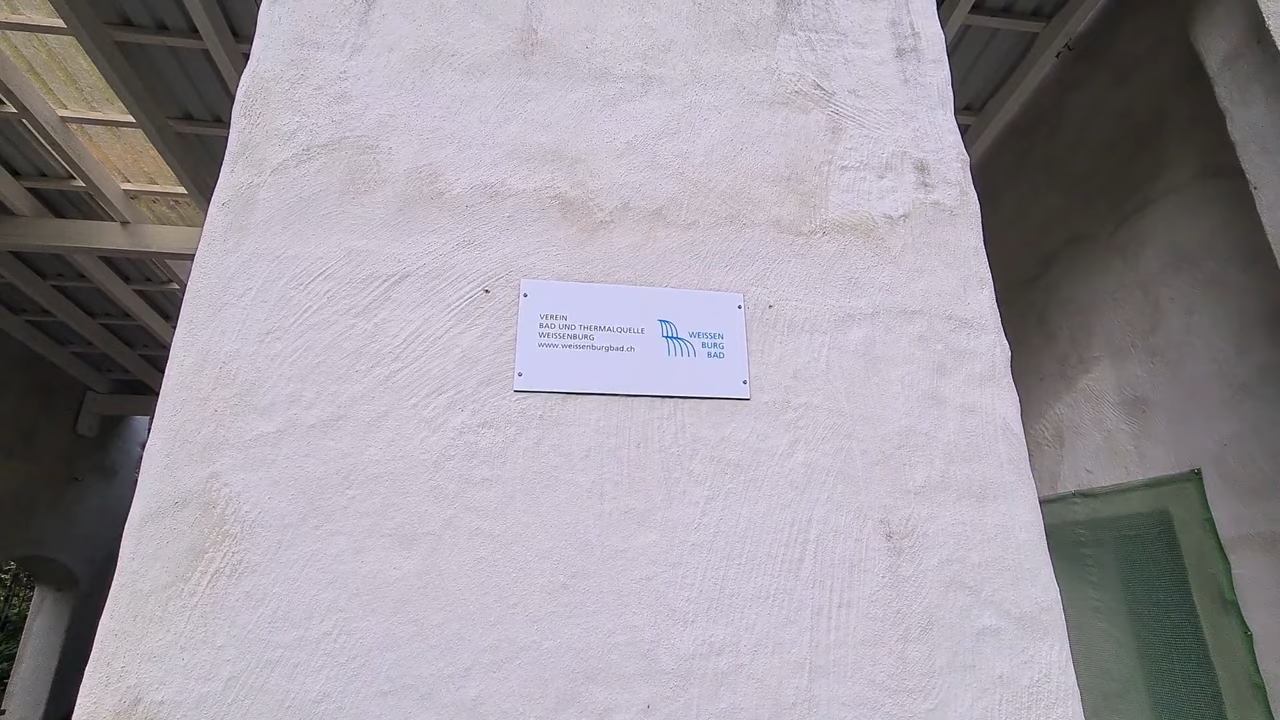 VEREIN
BAD UND THERMALQUELLE
WEISSENBURG
www.weissenburgbad.ch
WEISSEN
BURG
BAD